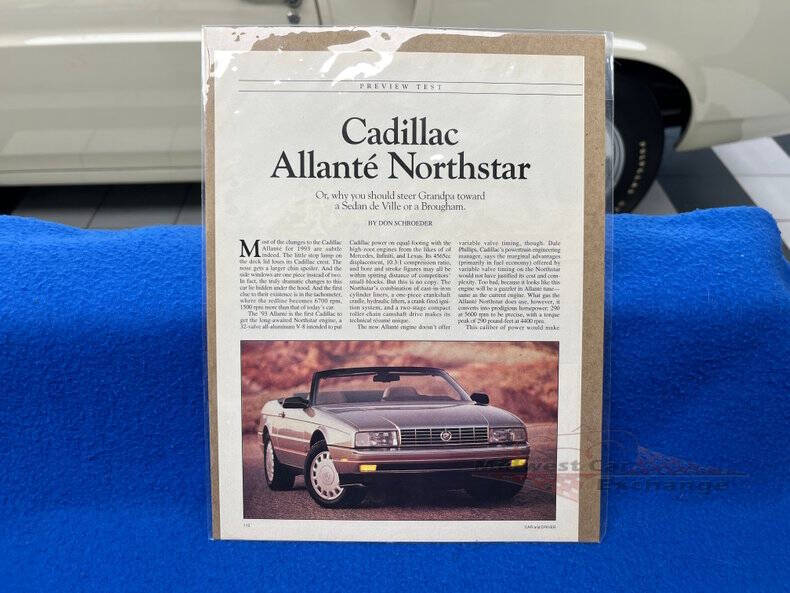 PREVIEW TEST
Cadillac
Allanté Northstar
Or, why you should steer Grandpa toward
a Sedan de Ville or a Brougham.
BY DON SCHROEDER
Most of the changes to the Cadillac
Allanté for 1993 are subtle
indeed. The little stop lamp on
the deck lid loses its Cadillac crest. The
nose gets a larger chin spoiler. And the
side windows are one piece instead of two.
In fact, the truly dramatic changes to this
car lie hidden under the hood. And the first
clue to their existence is in the tachometer,
where the redline becomes 6700 rpm,
1500 rpm more than that of today's car.
The '93 Allanté is the first Cadillac to
get the long-awaited Northstar engine, a
32-valve all-aluminum V-8 intended to put
Cadillac power on equal footing with the
high-root engines from the likes of
Mercedes, Infiniti, and Lexus. Its 4565cc
displacement, 10.3:1 compression ratio,
and bore and stroke figures may all be
within spitting distance of competitors'
small-blocks. But this is no copy. The
Northstar's combination of cast-in-iron
cylinder liners, a one-piece crankshaft
cradle, hydraulic lifters, a crank-fired igni-
tion system, and a two-stage compact
roller-chain camshaft drive makes its
technical résumé unique.
The new Allanté engine doesn't offer
variable valve timing, though. Dale
Phillips, Cadillac's powertrain engineering
manager, says the marginal advantages
(primarily in fuel economy) offered by
variable valve timing on the Northstar
would not have justified its cost and com-
plexity. Too bad, because it looks like this
engine will be a guzzler in Allanté tune—
same as the current engine. What gas the
Allanté Northstar does use, however, it
converts into prodigious horsepower: 290
at 5600 rpm to be precise, with a torque
peak of 290 pound-feet at 4400 rpm.
This caliber of power would make
Midwest Car
Exchange
CAR and DRIVER